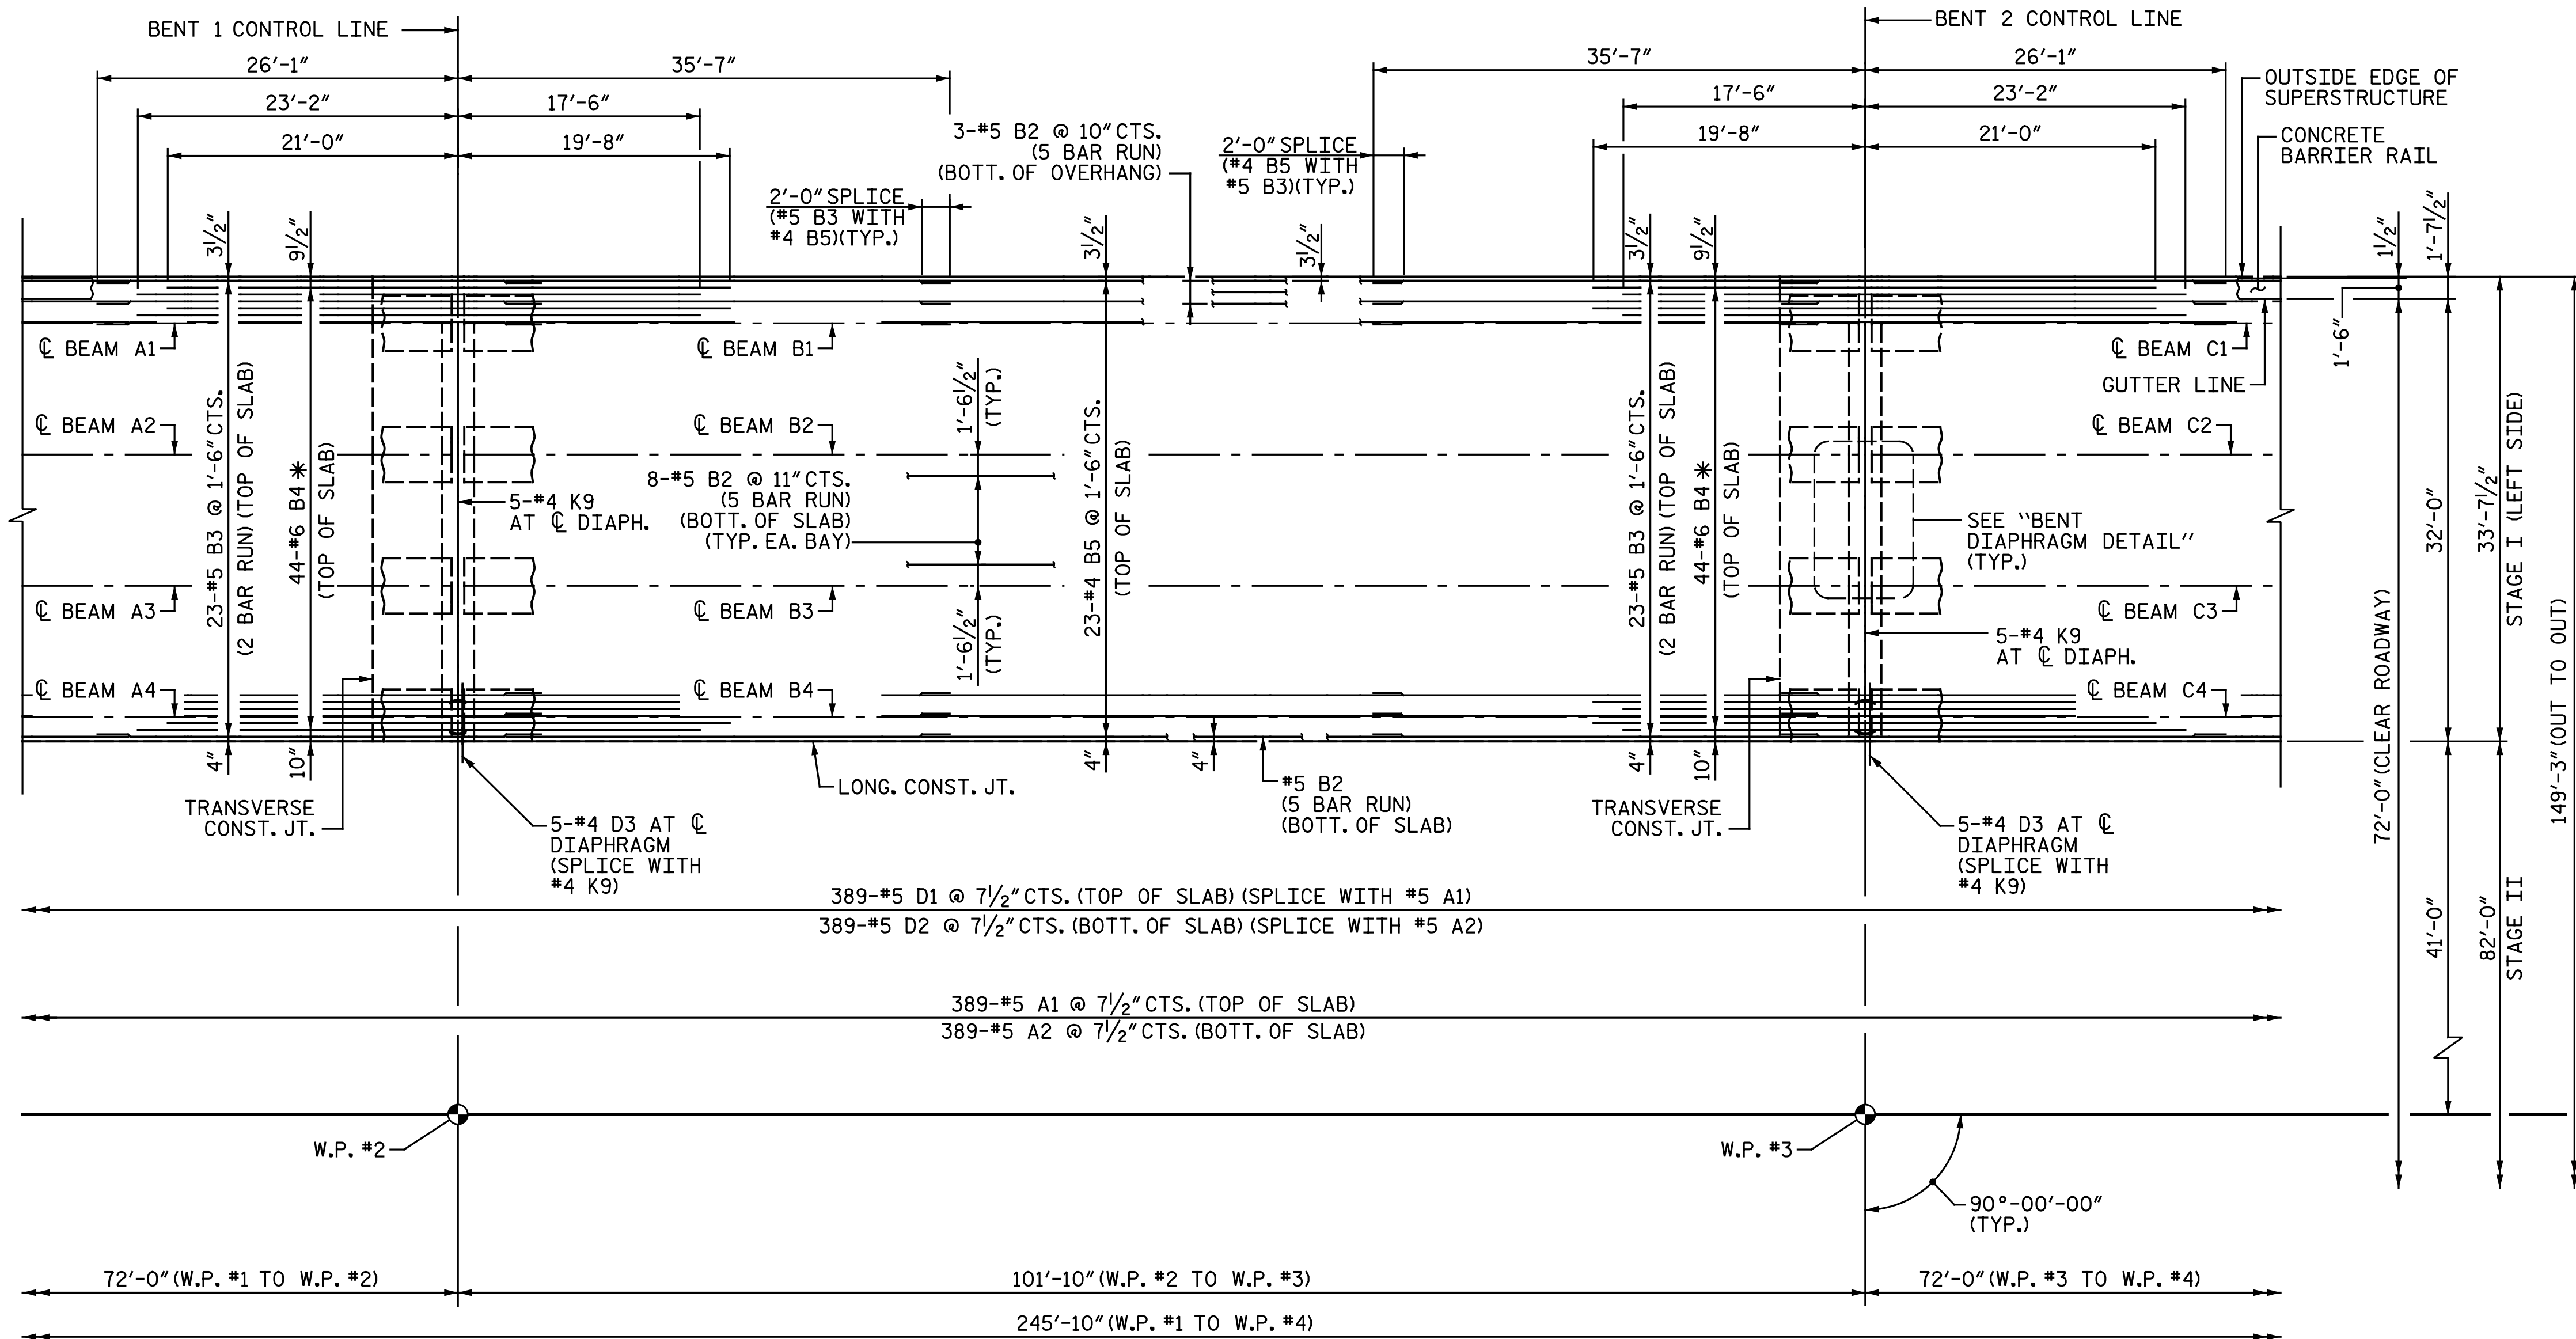 BENT 1 CONTROL LINE
BENT 2 CONTROL LINE
26'-1"
35'-7"
35'-7"
26'-1"
23'-2"
17'-6"
17'-6"
23'-2"
21'-0"
19'-8"
19'-8"
21'-0"
OUTSIDE EDGE OF
SUPERSTRUCTURE
CONCRETE
BARRIER RAIL
3-#5 B2 @ 10" CTS.
(5 BAR RUN)
(BOTT. OF OVERHANG)
2'-0" SPLICE
(#4 B5 WITH
#5 B3)(TYP.)
2'-0" SPLICE
(#5 B3 WITH
#4 B5)(TYP.)
3½"
9½"
3½"
3½"
3½"
9½"
1½"
1'-7½"
1'-6"
℄ BEAM A1
℄ BEAM B1
℄ BEAM C1
GUTTER LINE
℄ BEAM A2
℄ BEAM B2
℄ BEAM C2
℄ BEAM A3
℄ BEAM B3
℄ BEAM C3
℄ BEAM A4
℄ BEAM B4
℄ BEAM C4
23-#5 B3 @ 1'-6" CTS.
(2 BAR RUN) (TOP OF SLAB)
44-#6 B4 *
(TOP OF SLAB)
5-#4 K9
AT ℄ DIAPH.
8-#5 B2 @ 11" CTS.
(5 BAR RUN)
(BOTT. OF SLAB)
(TYP. EA. BAY)
1'-6½"
(TYP.)
1'-6½"
(TYP.)
23-#4 B5 @ 1'-6" CTS.
(TOP OF SLAB)
23-#5 B3 @ 1'-6" CTS.
(2 BAR RUN) (TOP OF SLAB)
44-#6 B4 *
(TOP OF SLAB)
SEE "BENT
DIAPHRAGM DETAIL"
(TYP.)
5-#4 K9
AT ℄ DIAPH.
32'-0"
33'-7½"
STAGE I (LEFT SIDE)
72'-0" (CLEAR ROADWAY)
149'-3" (OUT TO OUT)
41'-0"
82'-0"
STAGE II
4"
10"
4"
4"
4"
10"
TRANSVERSE
CONST. JT.
LONG. CONST. JT.
#5 B2
(5 BAR RUN)
(BOTT. OF SLAB)
TRANSVERSE
CONST. JT.
5-#4 D3 AT ℄
DIAPHRAGM
(SPLICE WITH
#4 K9)
5-#4 D3 AT ℄
DIAPHRAGM
(SPLICE WITH
#4 K9)
389-#5 D1 @ 7½" CTS. (TOP OF SLAB) (SPLICE WITH #5 A1)
389-#5 D2 @ 7½" CTS. (BOTT. OF SLAB) (SPLICE WITH #5 A2)
389-#5 A1 @ 7½" CTS. (TOP OF SLAB)
389-#5 A2 @ 7½" CTS. (BOTT. OF SLAB)
W.P. #2
W.P. #3
90°-00'-00"
(TYP.)
72'-0" (W.P. #1 TO W.P. #2)
101'-10" (W.P. #2 TO W.P. #3)
72'-0" (W.P. #3 TO W.P. #4)
245'-10" (W.P. #1 TO W.P. #4)